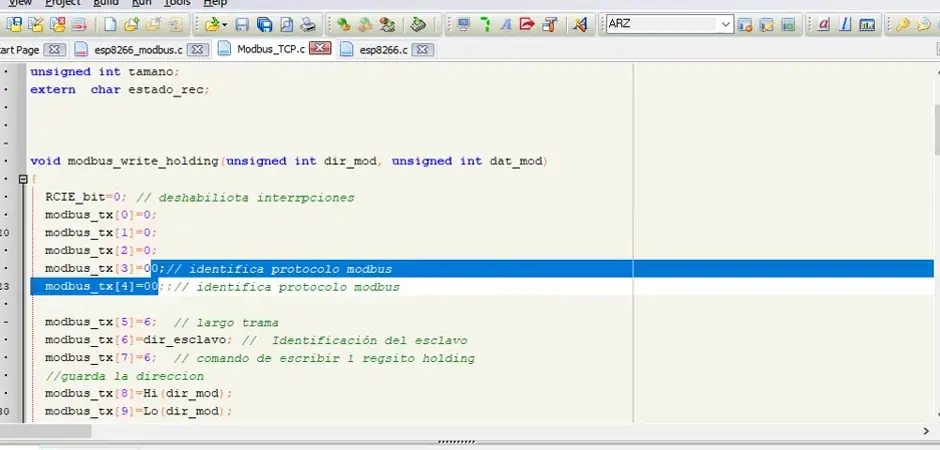 View Project Build Run Tools Help
ARZ
art Page esp8266_modbus.c Modbus_TCP.c esp8266.c
unsigned int tamano;
extern char estado_rec;
void modbus_write_holding(unsigned int dir_mod, unsigned int dat_mod)
{
RCIE_bit=0; // deshabiliota interrpciones
modbus_tx[0]=0;
20 modbus_tx[1]=0;
modbus_tx[2]=0;
modbus_tx[3]=00;// identifica protocolo modbus
23 modbus_tx[4]=00;;// identifica protocolo modbus
modbus_tx[5]=6; // largo trama
modbus_tx[6]=dir_esclavo; // Identificación del esclavo
modbus_tx[7]=6; // comando de escribir 1 regsito holding
//guarda la direccion
modbus_tx[8]=Hi(dir_mod);
30 modbus_tx[9]=Lo(dir_mod);